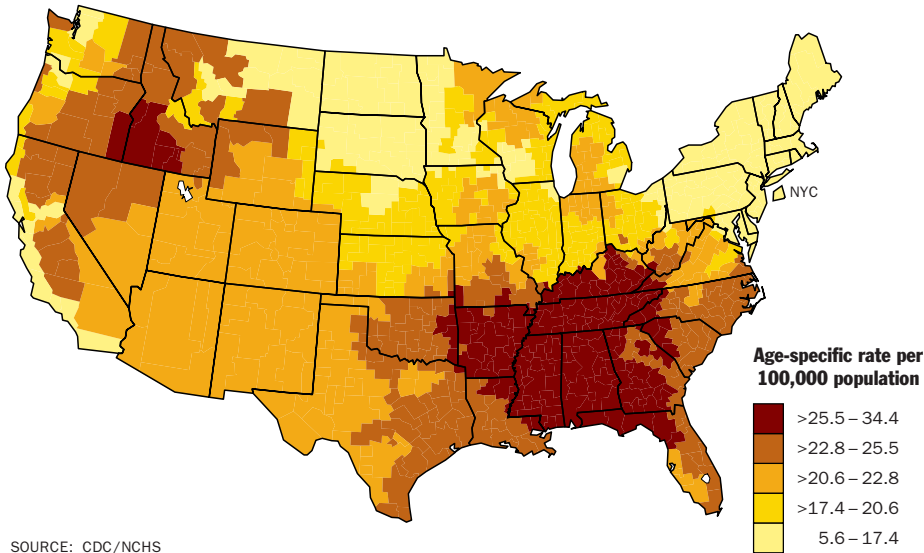 NYC
Age-specific rate per
100,000 population
>25.5 – 34.4
>22.8 – 25.5
>20.6 – 22.8
>17.4 – 20.6
5.6 – 17.4
SOURCE: CDC/NCHS